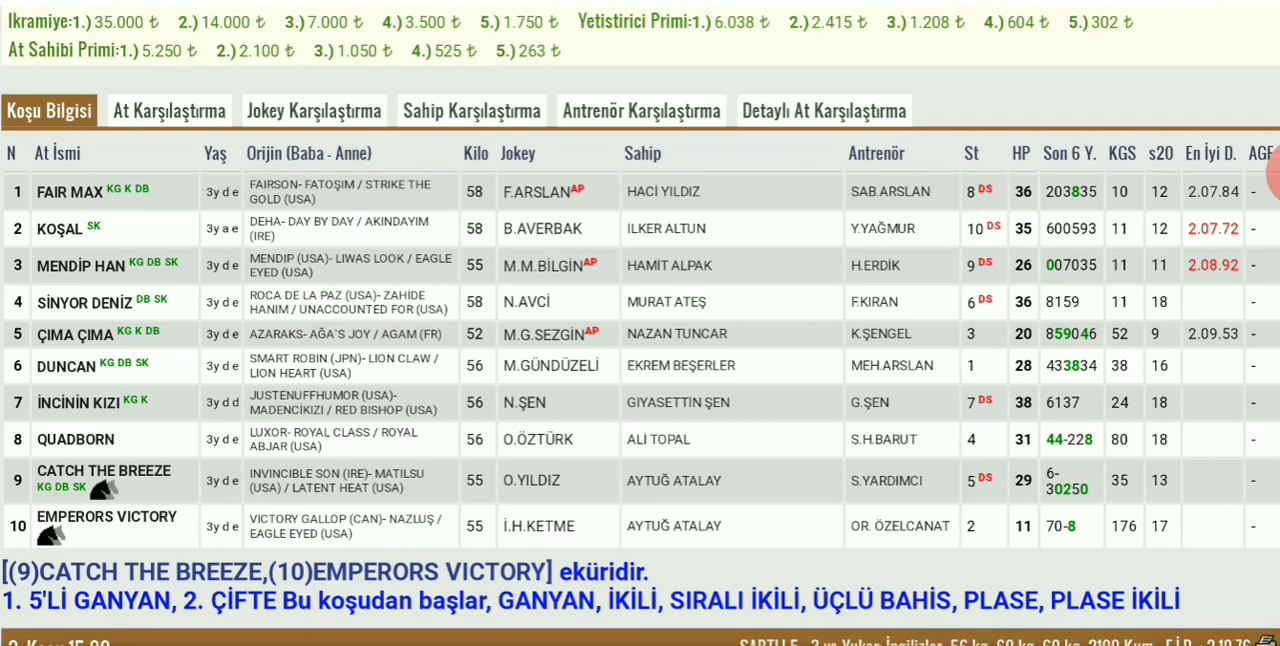 İkramiye:1.) 35.000 ₺ 2.) 14.000 ₺ 3.) 7.000 ₺ 4.) 3.500 ₺ 5.) 1.750 ₺ Yetistirici Primi:1.) 6.038 ₺ 2.) 2.415 ₺ 3.) 1.208 ₺ 4.) 604 ₺ 5.) 302 ₺
At Sahibi Primi:1.) 5.250 ₺ 2.) 2.100 ₺ 3.) 1.050 ₺ 4.) 525 ₺ 5.) 263 ₺
Koşu Bilgisi At Karşılaştırma Jokey Karşılaştırma Sahip Karşılaştırma Antrenör Karşılaştırma Detaylı At Karşılaştırma
N At İsmi Yaş Orijin (Baba - Anne) Kilo Jokey Sahip Antrenör St HP Son 6 Y. KGS s20 En İyi D. AGF
1 FAIR MAX KG K DB 3y d e FAIRSON- FATOŞIM / STRIKE THE GOLD (USA) 58 F.ARSLAN AP HACİ YILDIZ SAB.ARSLAN 8 DS 36 203835 10 12 2.07.84 -
2 KOŞAL SK 3y a e DEHA- DAY BY DAY / AKINDAYIM (IRE) 58 B.AVERBAK İLKER ALTUN Y.YAĞMUR 10 DS 35 600593 11 12 2.07.72 -
3 MENDİP HAN KG DB SK 3y d e MENDIP (USA)- LIWAS LOOK / EAGLE EYED (USA) 55 M.M.BİLGİN AP HAMİT ALPAK H.ERDİK 9 DS 26 007035 11 11 2.08.92 -
4 SİNYOR DENİZ DB SK 3y d e ROCA DE LA PAZ (USA)- ZAHİDE HANIM / UNACCOUNTED FOR (USA) 58 N.AVCİ MURAT ATEŞ F.KIRAN 6 DS 36 8159 11 18 -
5 ÇIMA ÇIMA KG K DB 3y d e AZARAKS- AĞA`S JOY / AGAM (FR) 52 M.G.SEZGİN AP NAZAN TUNCAR K.ŞENGEL 3 20 859046 52 9 2.09.53 -
6 DUNCAN KG DB SK 3y d e SMART ROBIN (JPN)- LION CLAW / LION HEART (USA) 56 M.GÜNDÜZELİ EKREM BEŞERLER MEH.ARSLAN 1 28 433834 38 16 -
7 İNCİNİN KIZI KG K 3y d d JUSTENUFFHUMOR (USA)- MADENCİKIZI / RED BISHOP (USA) 56 N.ŞEN GIYASETTİN ŞEN G.ŞEN 7 DS 38 6137 24 18 -
8 QUADBORN 3y d e LUXOR- ROYAL CLASS / ROYAL ABJAR (USA) 56 O.ÖZTÜRK ALİ TOPAL S.H.BARUT 4 31 44-228 80 18 -
9 CATCH THE BREEZE KG DB SK 3y d e INVINCIBLE SON (IRE)- MATILSU (USA) / LATENT HEAT (USA) 55 O.YILDIZ AYTUĞ ATALAY S.YARDIMCI 5 DS 29 6-30250 35 13 -
10 EMPERORS VICTORY 3y d e VICTORY GALLOP (CAN)- NAZLUŞ / EAGLE EYED (USA) 55 İ.H.KETME AYTUĞ ATALAY OR. ÖZELCANAT 2 11 70-8 176 17 -
[(9)CATCH THE BREEZE,(10)EMPERORS VICTORY] eküridir.
1. 5'Lİ GANYAN, 2. ÇİFTE Bu koşudan başlar, GANYAN, İKİLİ, SIRALI İKİLİ, ÜÇLÜ BAHİS, PLASE, PLASE İKİLİ